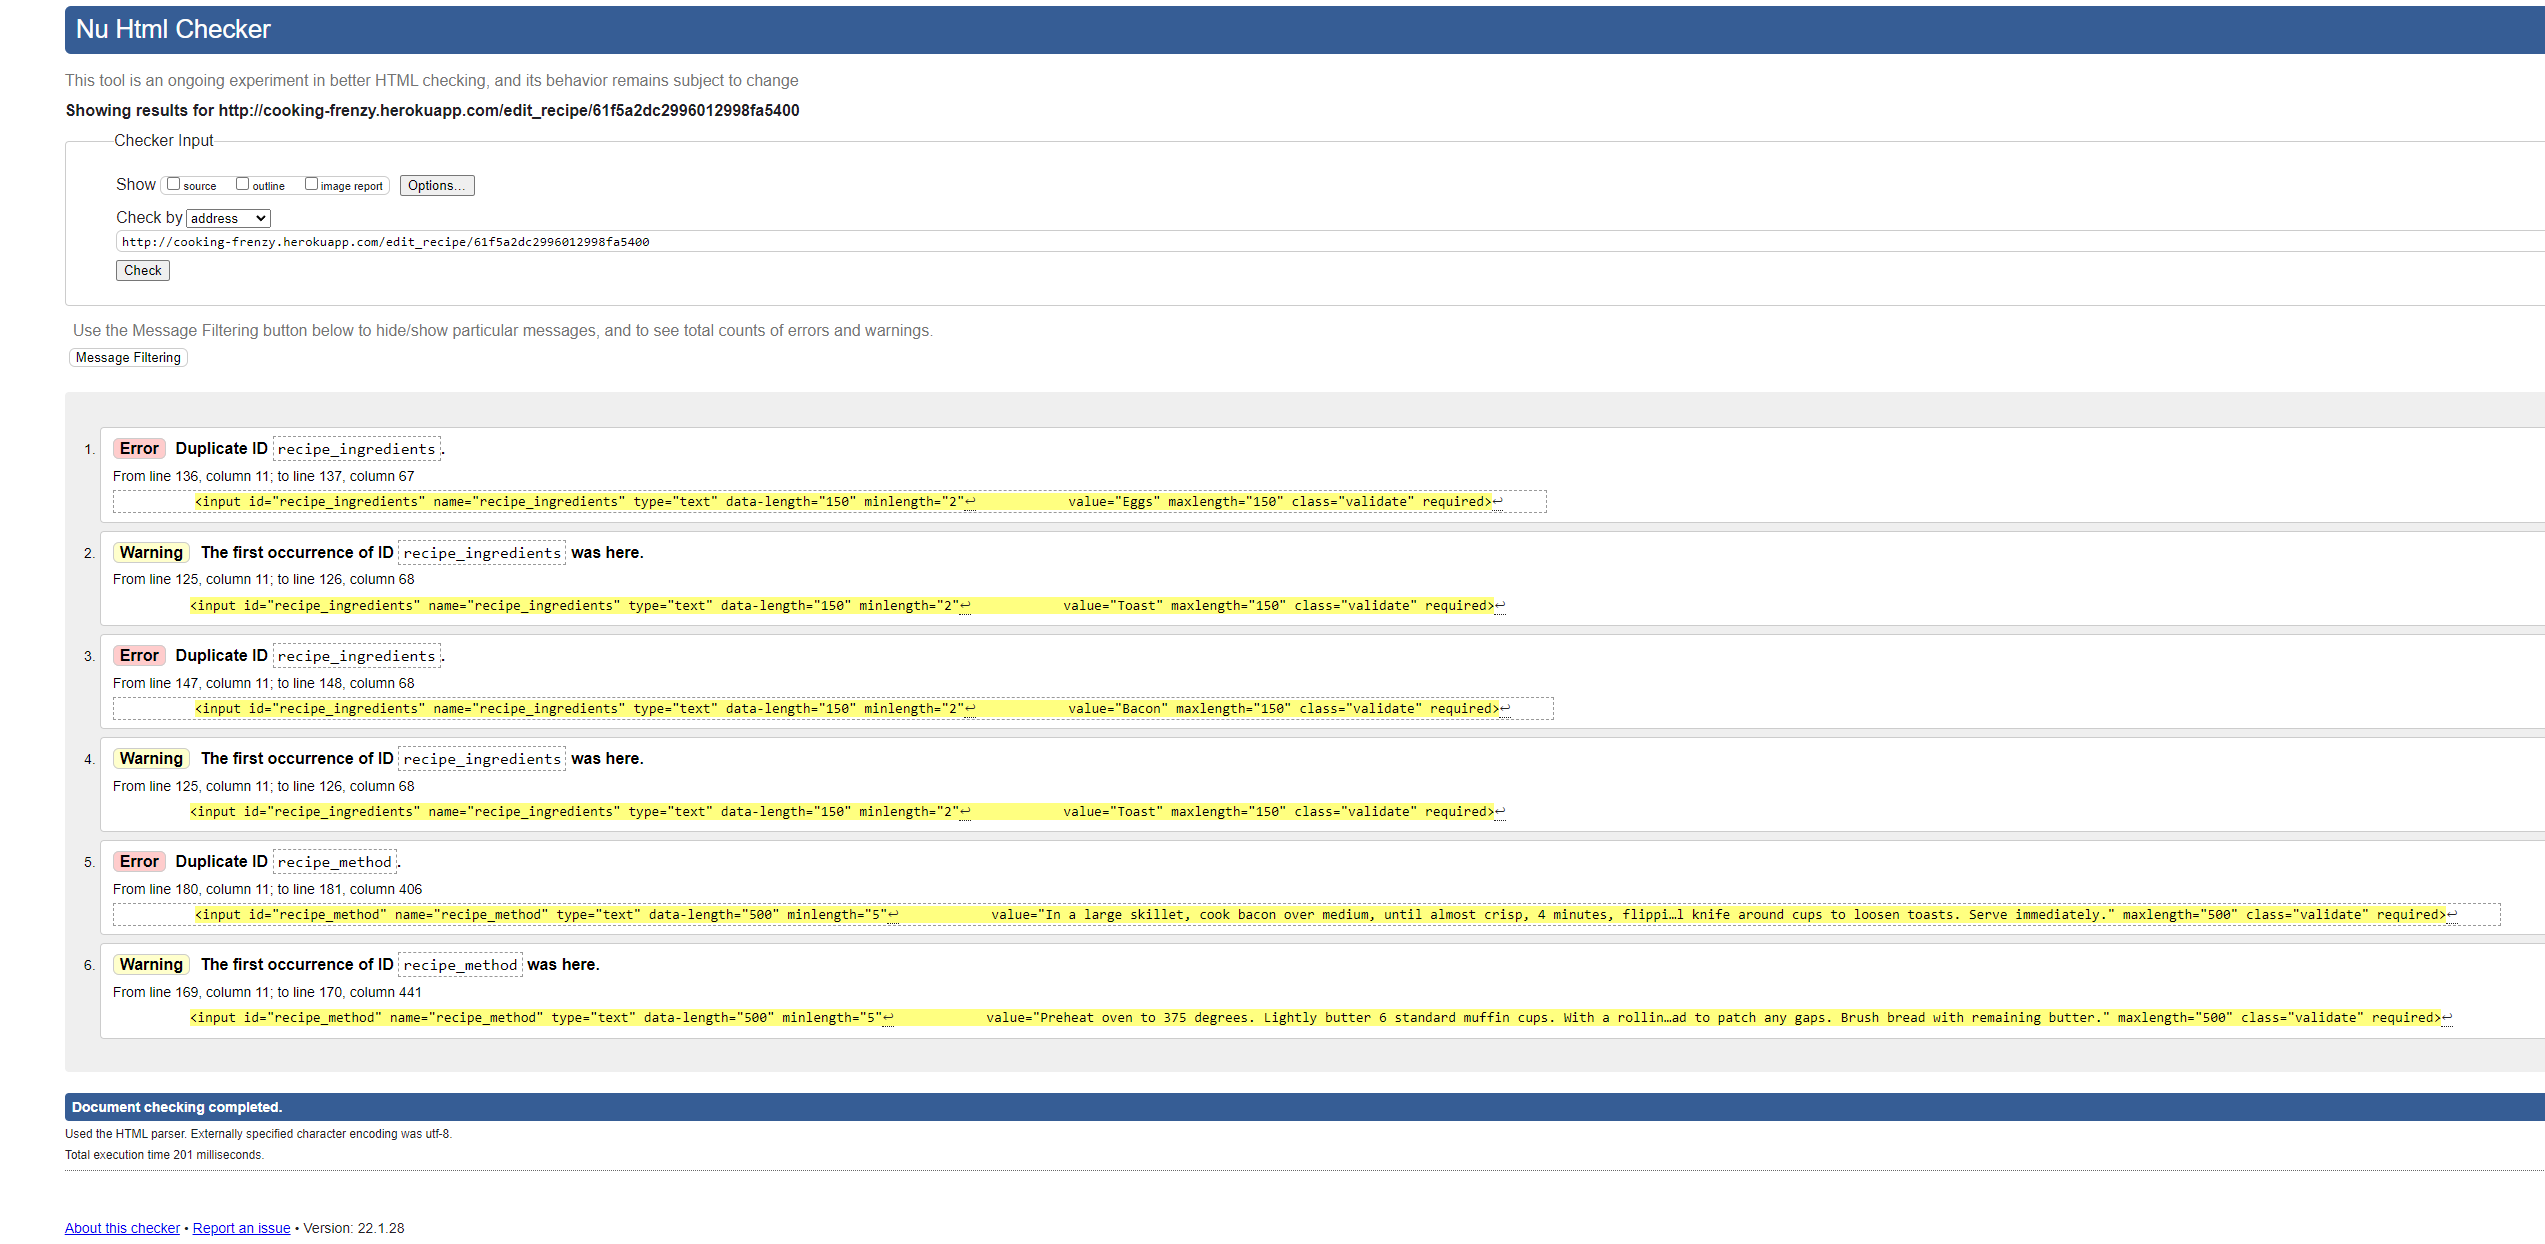 Nu Html Checker
This tool is an ongoing experiment in better HTML checking, and its behavior remains subject to change
Showing results for http://cooking-frenzy.herokuapp.com/edit_recipe/61f5a2dc2996012998fa5400
Checker Input
Show source outline image report Options...
Check by address
http://cooking-frenzy.herokuapp.com/edit_recipe/61f5a2dc2996012998fa5400
Check
Use the Message Filtering button below to hide/show particular messages, and to see total counts of errors and warnings.
Message Filtering
1. Error Duplicate ID recipe_ingredients.
From line 136, column 11; to line 137, column 67
<input id="recipe_ingredients" name="recipe_ingredients" type="text" data-length="150" minlength="2"↩ value="Eggs" maxlength="150" class="validate" required>↩
2. Warning The first occurrence of ID recipe_ingredients was here.
From line 125, column 11; to line 126, column 68
<input id="recipe_ingredients" name="recipe_ingredients" type="text" data-length="150" minlength="2"↩ value="Toast" maxlength="150" class="validate" required>↩
3. Error Duplicate ID recipe_ingredients.
From line 147, column 11; to line 148, column 68
<input id="recipe_ingredients" name="recipe_ingredients" type="text" data-length="150" minlength="2"↩ value="Bacon" maxlength="150" class="validate" required>↩
4. Warning The first occurrence of ID recipe_ingredients was here.
From line 125, column 11; to line 126, column 68
<input id="recipe_ingredients" name="recipe_ingredients" type="text" data-length="150" minlength="2"↩ value="Toast" maxlength="150" class="validate" required>↩
5. Error Duplicate ID recipe_method.
From line 180, column 11; to line 181, column 406
<input id="recipe_method" name="recipe_method" type="text" data-length="500" minlength="5"↩ value="In a large skillet, cook bacon over medium, until almost crisp, 4 minutes, flippi…l knife around cups to loosen toasts. Serve immediately." maxlength="500" class="validate" required>↩
6. Warning The first occurrence of ID recipe_method was here.
From line 169, column 11; to line 170, column 441
<input id="recipe_method" name="recipe_method" type="text" data-length="500" minlength="5"↩ value="Preheat oven to 375 degrees. Lightly butter 6 standard muffin cups. With a rollin…ad to patch any gaps. Brush bread with remaining butter." maxlength="500" class="validate" required>↩
Document checking completed.
Used the HTML parser. Externally specified character encoding was utf-8.
Total execution time 201 milliseconds.
About this checker • Report an issue • Version: 22.1.28